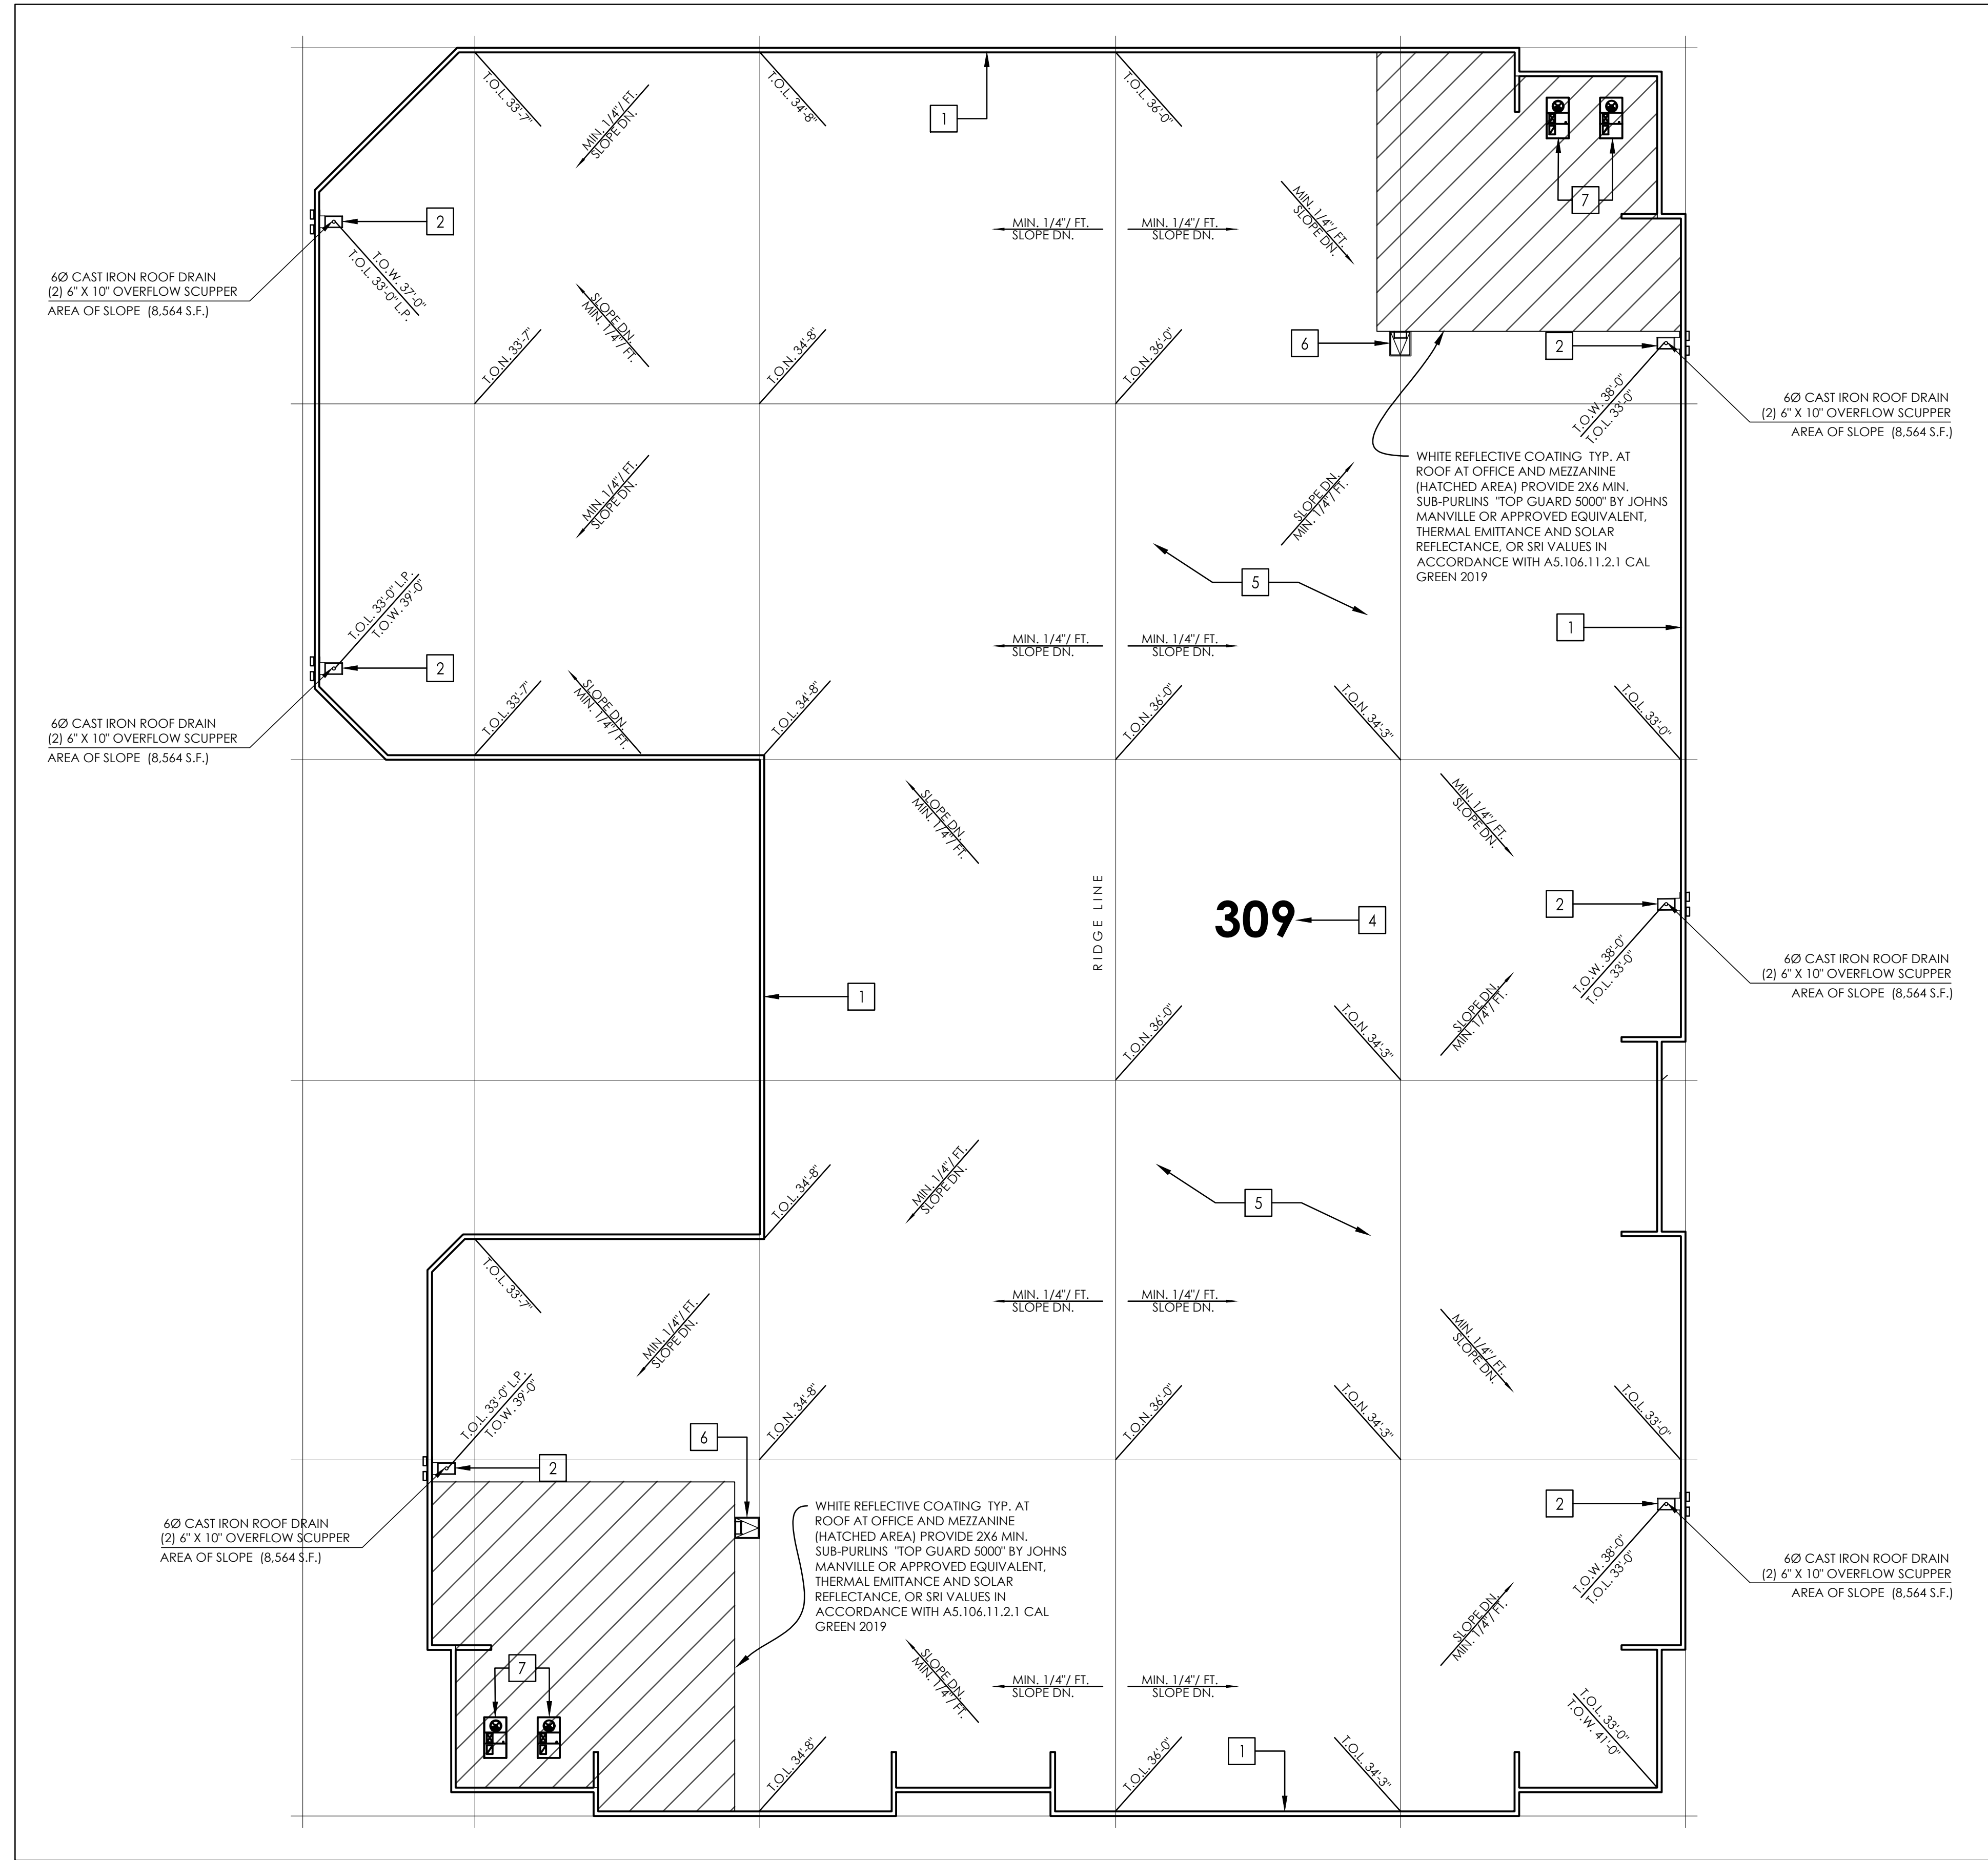 T.O.L. 33'-7"
MIN. 1/4"/ FT.
SLOPE DN.
T.O.L. 34'-8"
1
T.O.L. 36'-0"
7
2
MIN. 1/4"/ FT.
SLOPE DN.
MIN. 1/4"/ FT.
SLOPE DN.
MIN. 1/4"/ FT.
SLOPE DN.
6Ø CAST IRON ROOF DRAIN
(2) 6" X 10" OVERFLOW SCUPPER
AREA OF SLOPE (8,564 S.F.)
T.O.W. 37'-0"
T.O.L. 33'-0" L.P.
SLOPE DN.
MIN. 1/4"/ FT.
T.O.N. 33'-7"
T.O.N. 34'-8"
T.O.N. 36'-0"
6
2
T.O.W. 38'-0"
T.O.L. 33'-0"
6Ø CAST IRON ROOF DRAIN
(2) 6" X 10" OVERFLOW SCUPPER
AREA OF SLOPE (8,564 S.F.)
MIN. 1/4"/ FT.
SLOPE DN.
SLOPE DN.
MIN. 1/4"/ FT.
WHITE REFLECTIVE COATING TYP. AT
ROOF AT OFFICE AND MEZZANINE
(HATCHED AREA) PROVIDE 2X6 MIN.
SUB-PURLINS "TOP GUARD 5000" BY JOHNS
MANVILLE OR APPROVED EQUIVALENT,
THERMAL EMITTANCE AND SOLAR
REFLECTANCE, OR SRI VALUES IN
ACCORDANCE WITH A5.106.11.2.1 CAL
GREEN 2019
5
T.O.L. 33'-0" L.P.
T.O.W. 39'-0"
2
MIN. 1/4"/ FT.
SLOPE DN.
MIN. 1/4"/ FT.
SLOPE DN.
1
6Ø CAST IRON ROOF DRAIN
(2) 6" X 10" OVERFLOW SCUPPER
AREA OF SLOPE (8,564 S.F.)
T.O.L. 33'-7"
SLOPE DN.
MIN. 1/4"/ FT.
T.O.L. 34'-8"
T.O.N. 36'-0"
T.O.N. 34'-3"
T.O.L. 33'-0"
SLOPE DN.
MIN. 1/4"/ FT.
MIN. 1/4"/ FT.
SLOPE DN.
RIDGE LINE
309
4
2
1
T.O.W. 38'-0"
T.O.L. 33'-0"
6Ø CAST IRON ROOF DRAIN
(2) 6" X 10" OVERFLOW SCUPPER
AREA OF SLOPE (8,564 S.F.)
T.O.N. 36'-0"
T.O.N. 34'-3"
SLOPE DN.
MIN. 1/4"/ FT.
T.O.L. 34'-8"
MIN. 1/4"/ FT.
SLOPE DN.
5
T.O.L. 33'-7"
MIN. 1/4"/ FT.
SLOPE DN.
MIN. 1/4"/ FT.
SLOPE DN.
MIN. 1/4"/ FT.
SLOPE DN.
MIN. 1/4"/ FT.
SLOPE DN.
T.O.L. 33'-0" L.P.
T.O.W. 39'-0"
6
T.O.N. 34'-8"
T.O.N. 36'-0"
T.O.N. 34'-3"
T.O.L. 33'-0"
2
6Ø CAST IRON ROOF DRAIN
(2) 6" X 10" OVERFLOW SCUPPER
AREA OF SLOPE (8,564 S.F.)
WHITE REFLECTIVE COATING TYP. AT
ROOF AT OFFICE AND MEZZANINE
(HATCHED AREA) PROVIDE 2X6 MIN.
SUB-PURLINS "TOP GUARD 5000" BY JOHNS
MANVILLE OR APPROVED EQUIVALENT,
THERMAL EMITTANCE AND SOLAR
REFLECTANCE, OR SRI VALUES IN
ACCORDANCE WITH A5.106.11.2.1 CAL
GREEN 2019
2
T.O.W. 38'-0"
T.O.L. 33'-0"
6Ø CAST IRON ROOF DRAIN
(2) 6" X 10" OVERFLOW SCUPPER
AREA OF SLOPE (8,564 S.F.)
7
SLOPE DN.
MIN. 1/4"/ FT.
MIN. 1/4"/ FT.
SLOPE DN.
MIN. 1/4"/ FT.
SLOPE DN.
SLOPE DN.
MIN. 1/4"/ FT.
T.O.L. 34'-8"
T.O.L. 36'-0"
1
T.O.L. 34'-3"
T.O.L. 33'-0"
T.O.W. 41'-0"